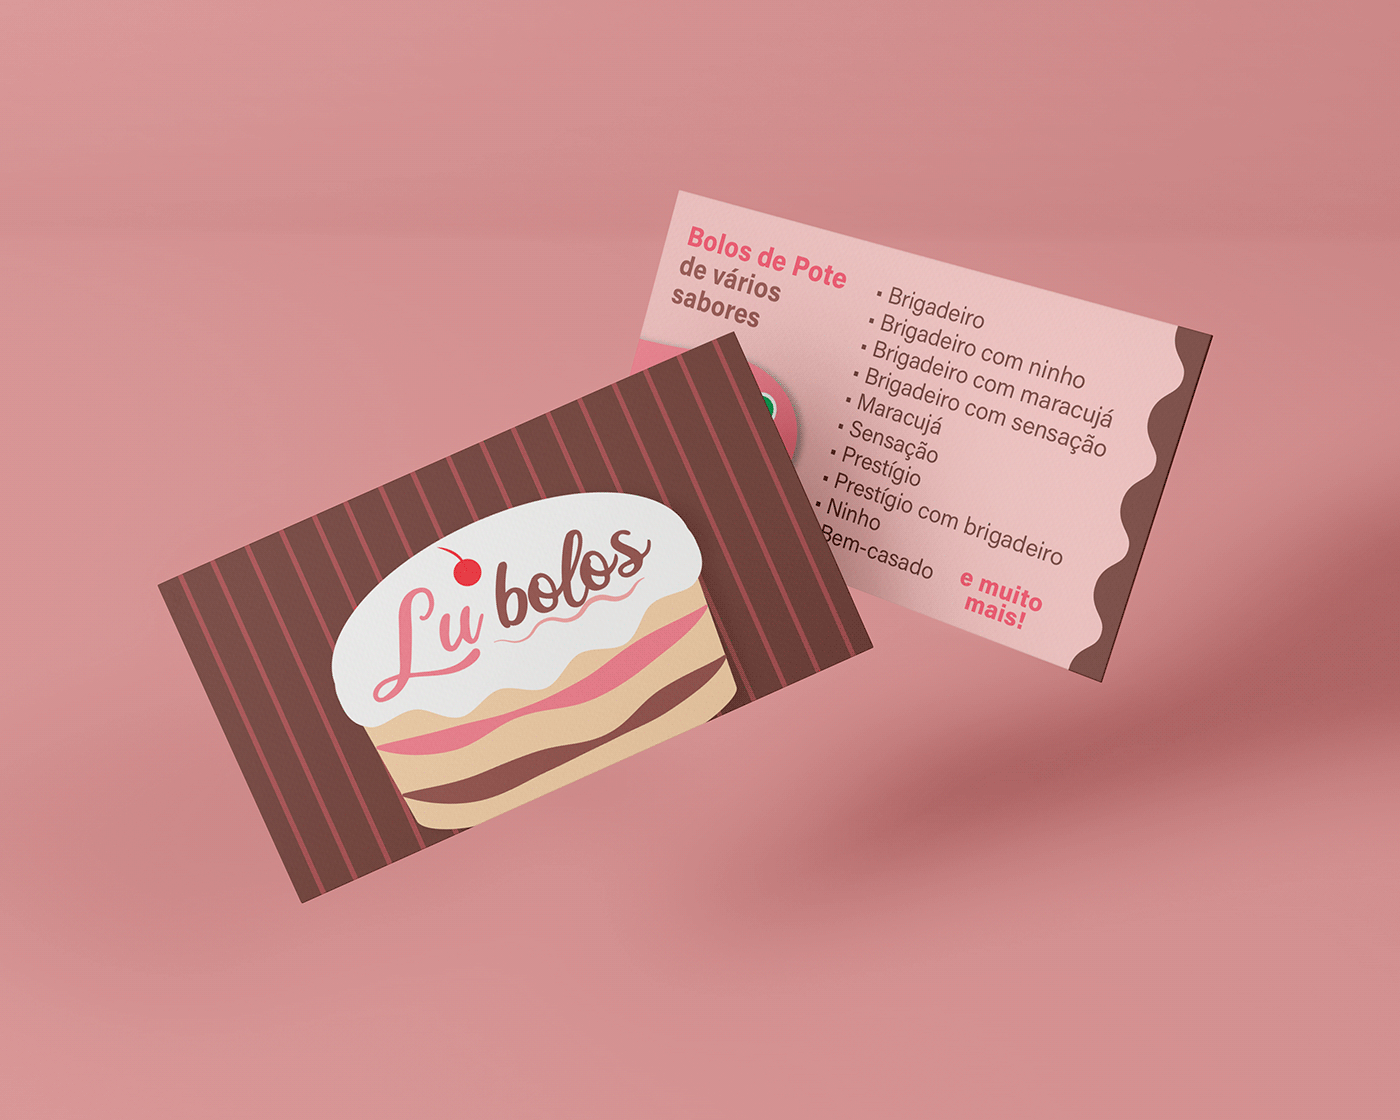 Bolos de Pote
de vários
sabores
· Brigadeiro
· Brigadeiro com ninho
· Brigadeiro com maracujá
· Brigadeiro com sensação
· Maracujá
· Sensação
· Prestígio
· Prestígio com brigadeiro
· Ninho
Bem-casado
e muito
mais!
Lu bolos